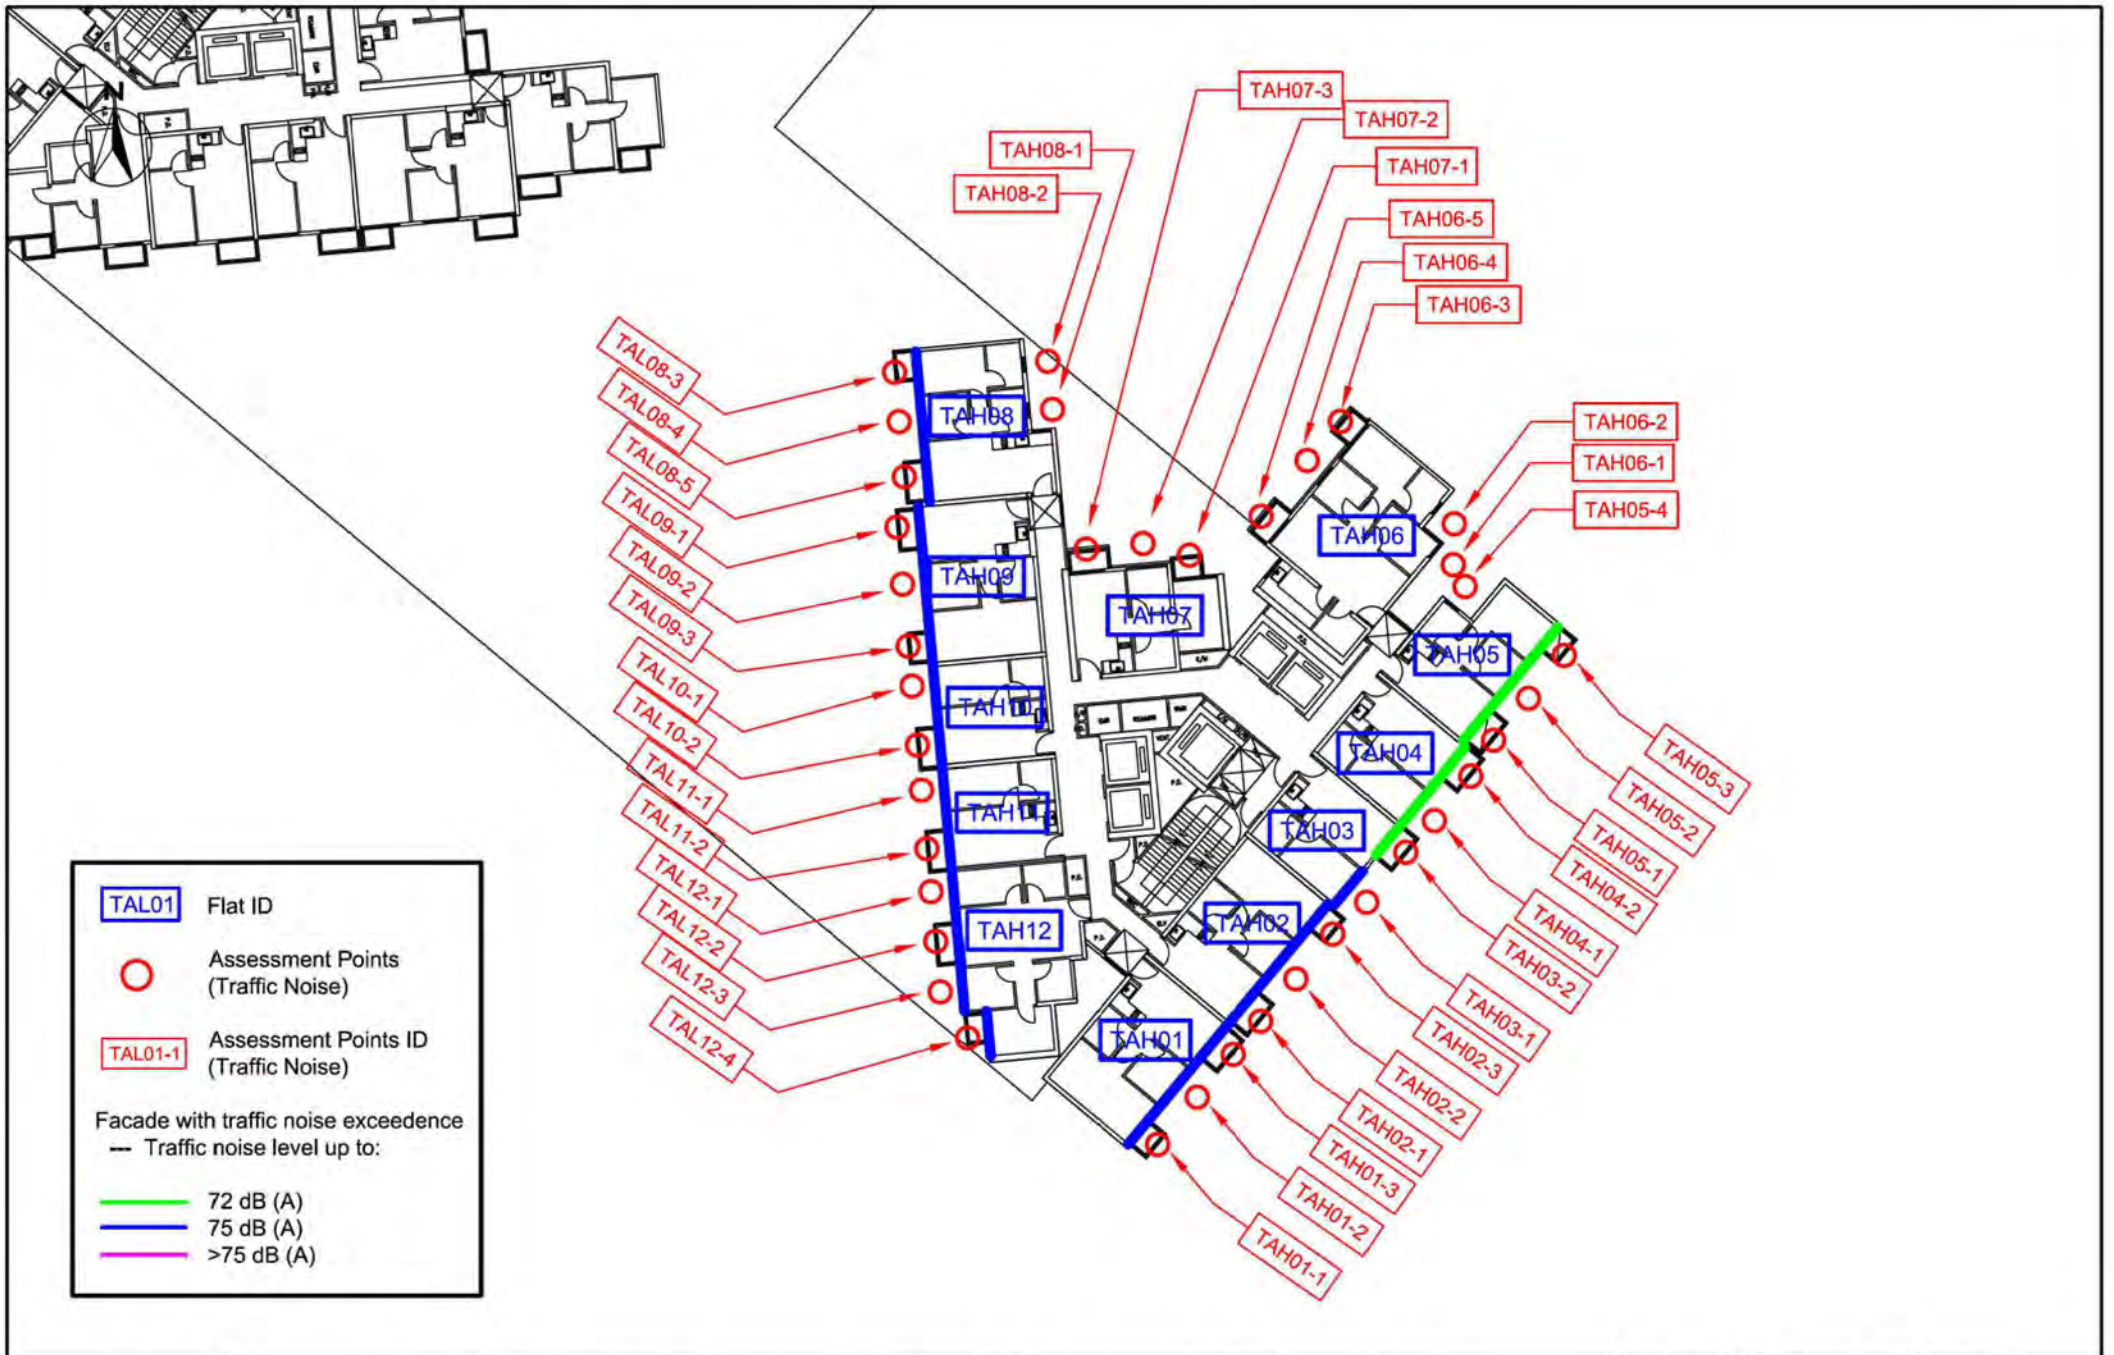 TAH07-3
TAH07-2
TAH08-1
TAH07-1
TAH08-2
TAH06-5
TAH06-4
TAH06-3
TAL08-3
TAL08-4
TAL08-5
TAL09-1
TAL09-2
TAL09-3
TAL10-1
TAL10-2
TAL11-1
TAL11-2
TAL12-1
TAL12-2
TAL12-3
TAL12-4
TAH08
TAH09
TAH10
TAH11
TAH12
TAH07
TAH06
TAH05
TAH04
TAH03
TAH02
TAH01
TAH06-2
TAH06-1
TAH05-4
TAH05-3
TAH05-2
TAH05-1
TAH04-2
TAH04-1
TAH03-2
TAH03-1
TAH02-3
TAH02-2
TAH02-1
TAH01-3
TAH01-2
TAH01-1
TAL01 Flat ID
Assessment Points
(Traffic Noise)
TAL01-1 Assessment Points ID
(Traffic Noise)
Facade with traffic noise exceedence
--- Traffic noise level up to:
72 dB (A)
75 dB (A)
>75 dB (A)